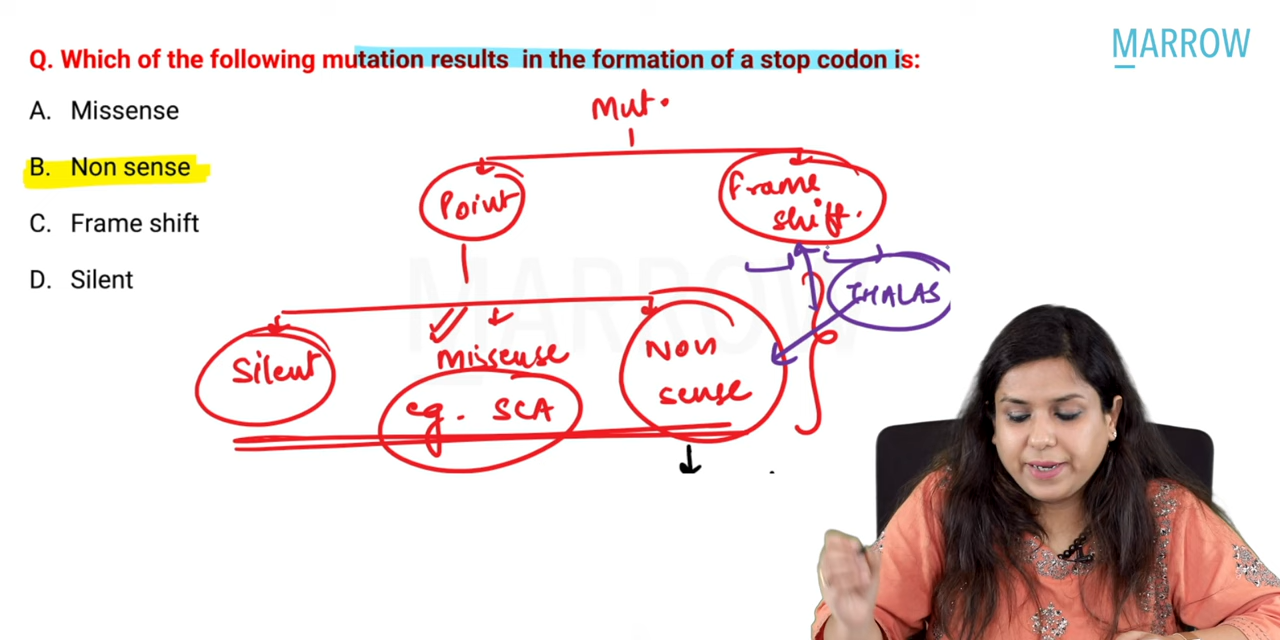 MARROW
Q. Which of the following mutation results in the formation of a stop codon is:
A. Missense
B. Non sense
C. Frame shift
D. Silent
Mut.
Point
Frame
shift.
THALAS
Silent
Missense
eg. SCA
Non
sense
MARROW